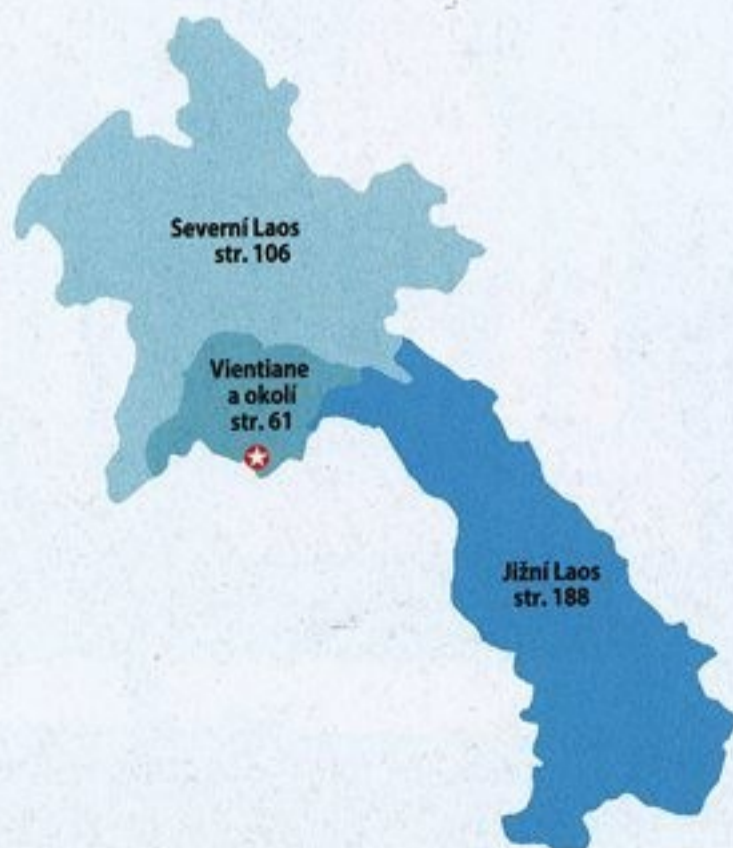 Severní Laos
str. 106
Vientiane
a okolí
str. 61
Jižní Laos
str. 188